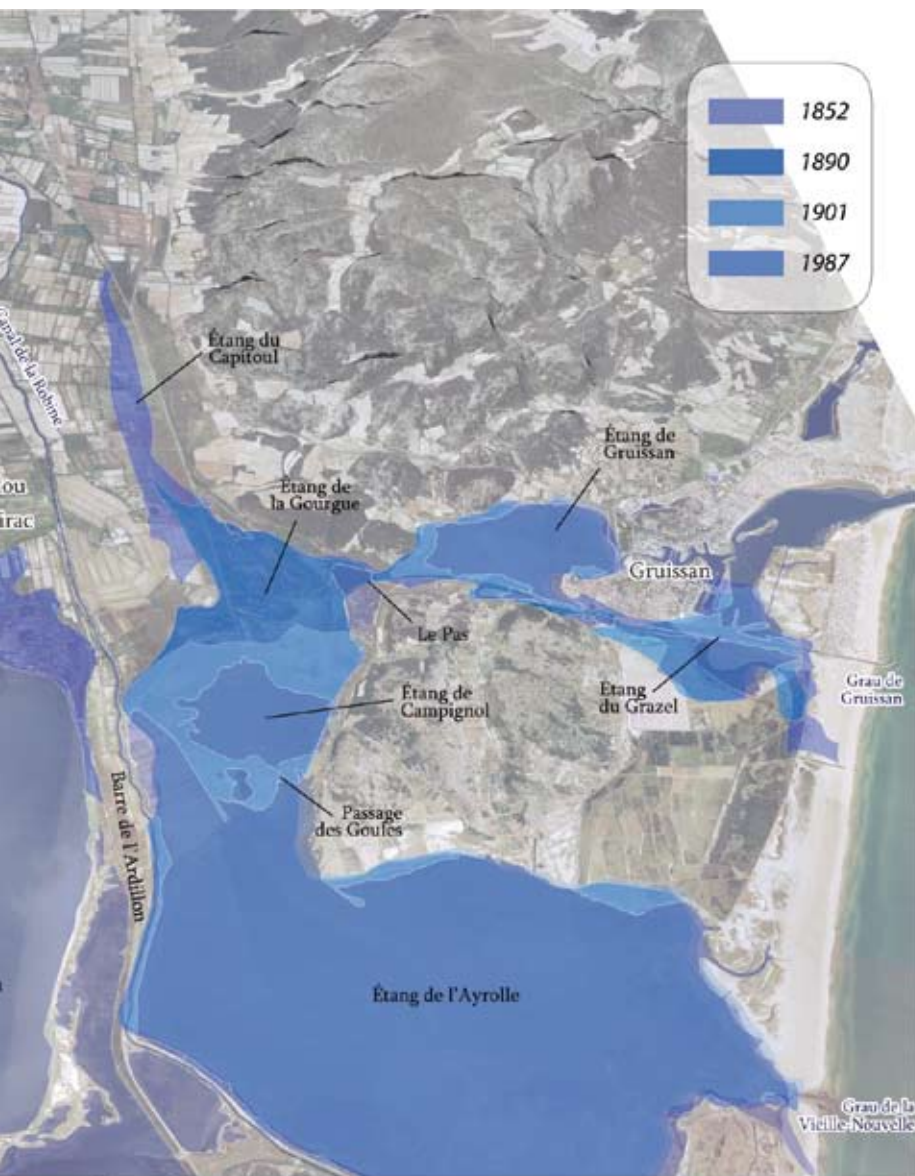 1852
1890
1901
1987
Étang du
Capitoul
Canal de la Robine
Étang de
Gruissan
Étang de
la Gourgue
Gruissan
Le Pas
Étang de
Campignol
Étang
du Grazel
Grau de
Gruissan
Passage
des Goules
Barre de l'Ardillon
Étang de l'Ayrolle
Grau de la
Vieille-Nouvelle